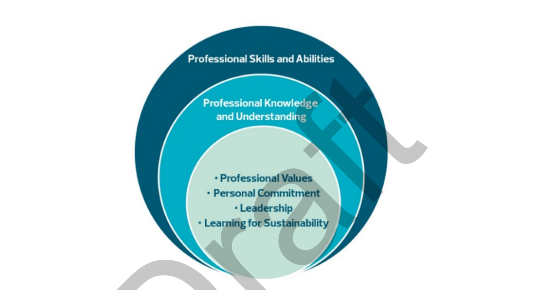 Professional Skills and Abilities
Professional Knowledge
and Understanding
• Professional Values
• Personal Commitment
• Leadership
• Learning for Sustainability
Draft